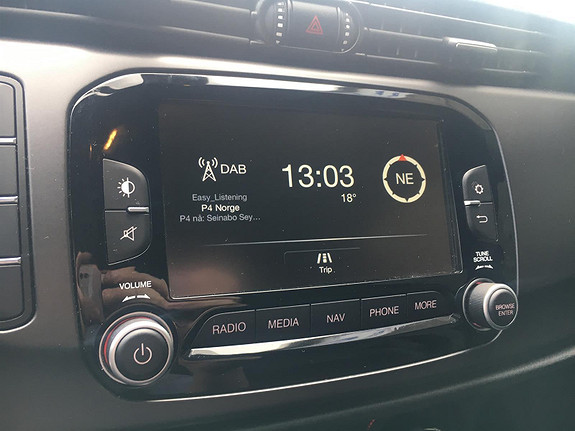 DAB
13:03
NE
Easy_Listening
P4 Norge
18°
P4 nå: Seinabo Sey...
Trip
VOLUME
TUNE
SCROLL
RADIO
MEDIA
NAV
PHONE
MORE
BROWSE
ENTER